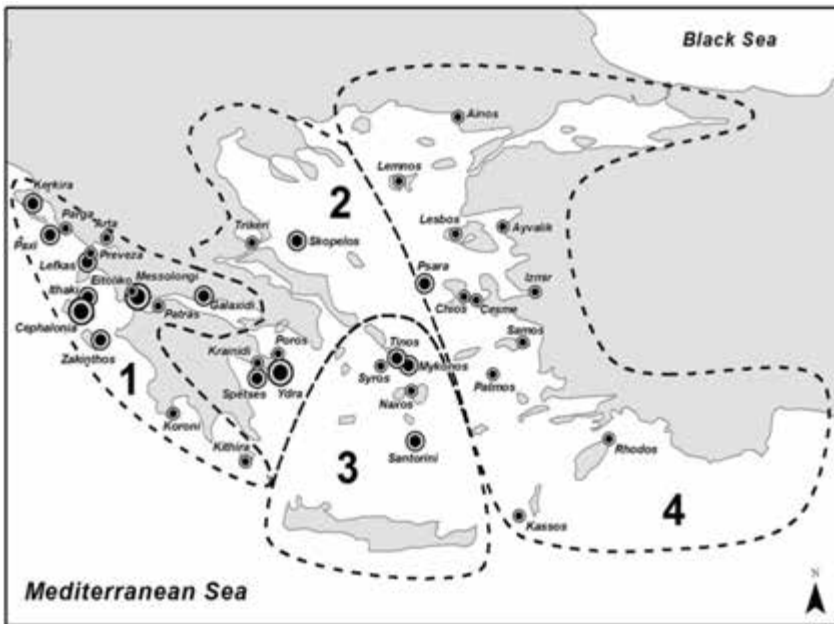 Black Sea
Ainos
Lemnos
Kerkira
2
Parga
Arta
Trikeri
Lesbos
Ayvalik
Paxi
Skopelos
Preveza
Lefkas
Psara
Eitoliko
Messolongi
Izmir
Ithaki
Chios
Cesme
Galaxidi
Patras
Cephalonia
Samos
Zakinthos
Poros
Kranidi
Tinos
Mykonos
Syros
Patmos
1
Spetses
Ydra
Naxos
Koroni
Kithira
Rhodos
Santorini
3
4
Kassos
Mediterranean Sea
N